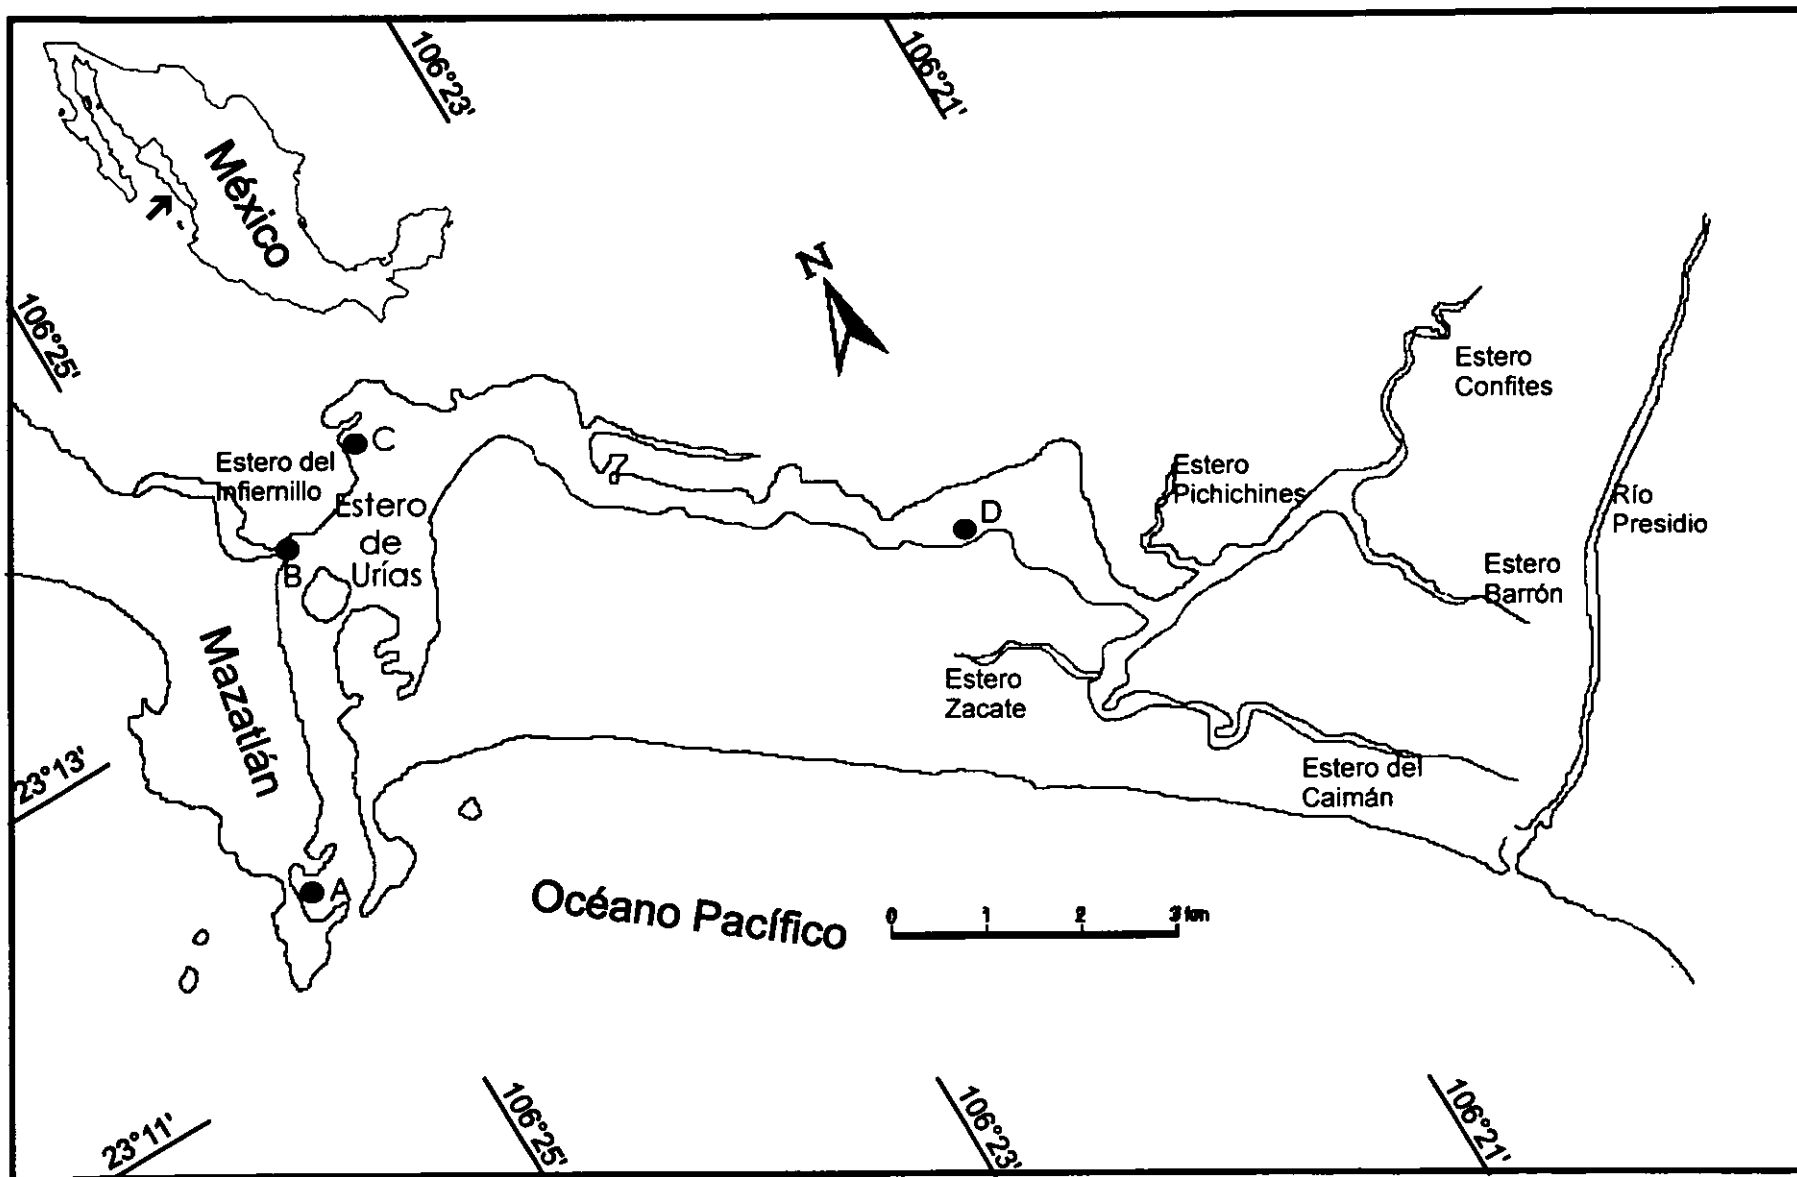 106°23'
106°21'
México
N
106°25'
Estero
Confites
C
Estero del
Infiernillo
Estero
de
Urías
Estero
Pichichines
Río
Presidio
D
B
Estero
Barrón
Mazatlán
Estero
Zacate
23°13'
Estero del
Caimán
A
Océano Pacífico
0 1 2 3 km
23°11'
106°25'
106°23'
106°21'